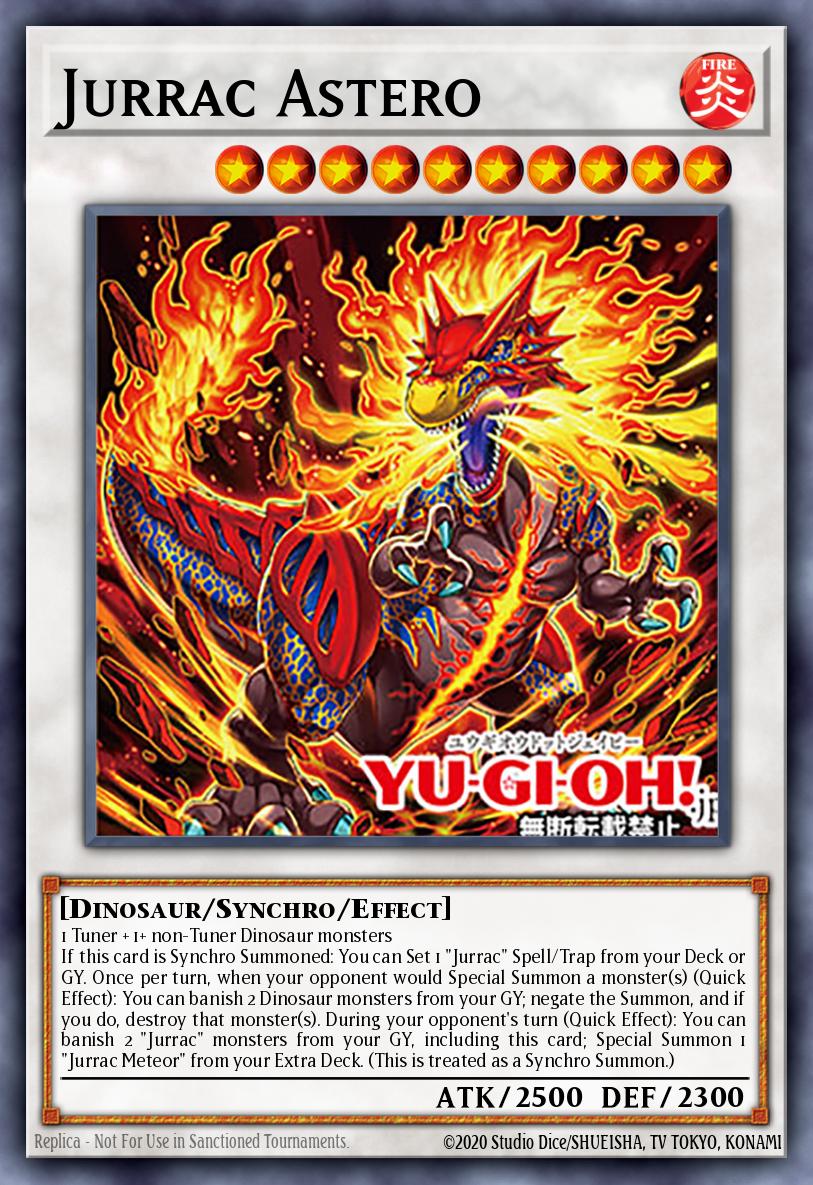 Jurrac Astero
FIRE
炎
ユウギオウドットジェイピー
YU-GI-OH!
.jp
無断転載禁止
[Dinosaur/Synchro/Effect]
1 Tuner + 1+ non-Tuner Dinosaur monsters
If this card is Synchro Summoned: You can Set 1 "Jurrac" Spell/Trap from your Deck or
GY. Once per turn, when your opponent would Special Summon a monster(s) (Quick
Effect): You can banish 2 Dinosaur monsters from your GY; negate the Summon, and if
you do, destroy that monster(s). During your opponent's turn (Quick Effect): You can
banish 2 "Jurrac" monsters from your GY, including this card; Special Summon 1
"Jurrac Meteor" from your Extra Deck. (This is treated as a Synchro Summon.)
ATK/2500 DEF/2300
Replica - Not For Use in Sanctioned Tournaments.
©2020 Studio Dice/SHUEISHA, TV TOKYO, KONAMI